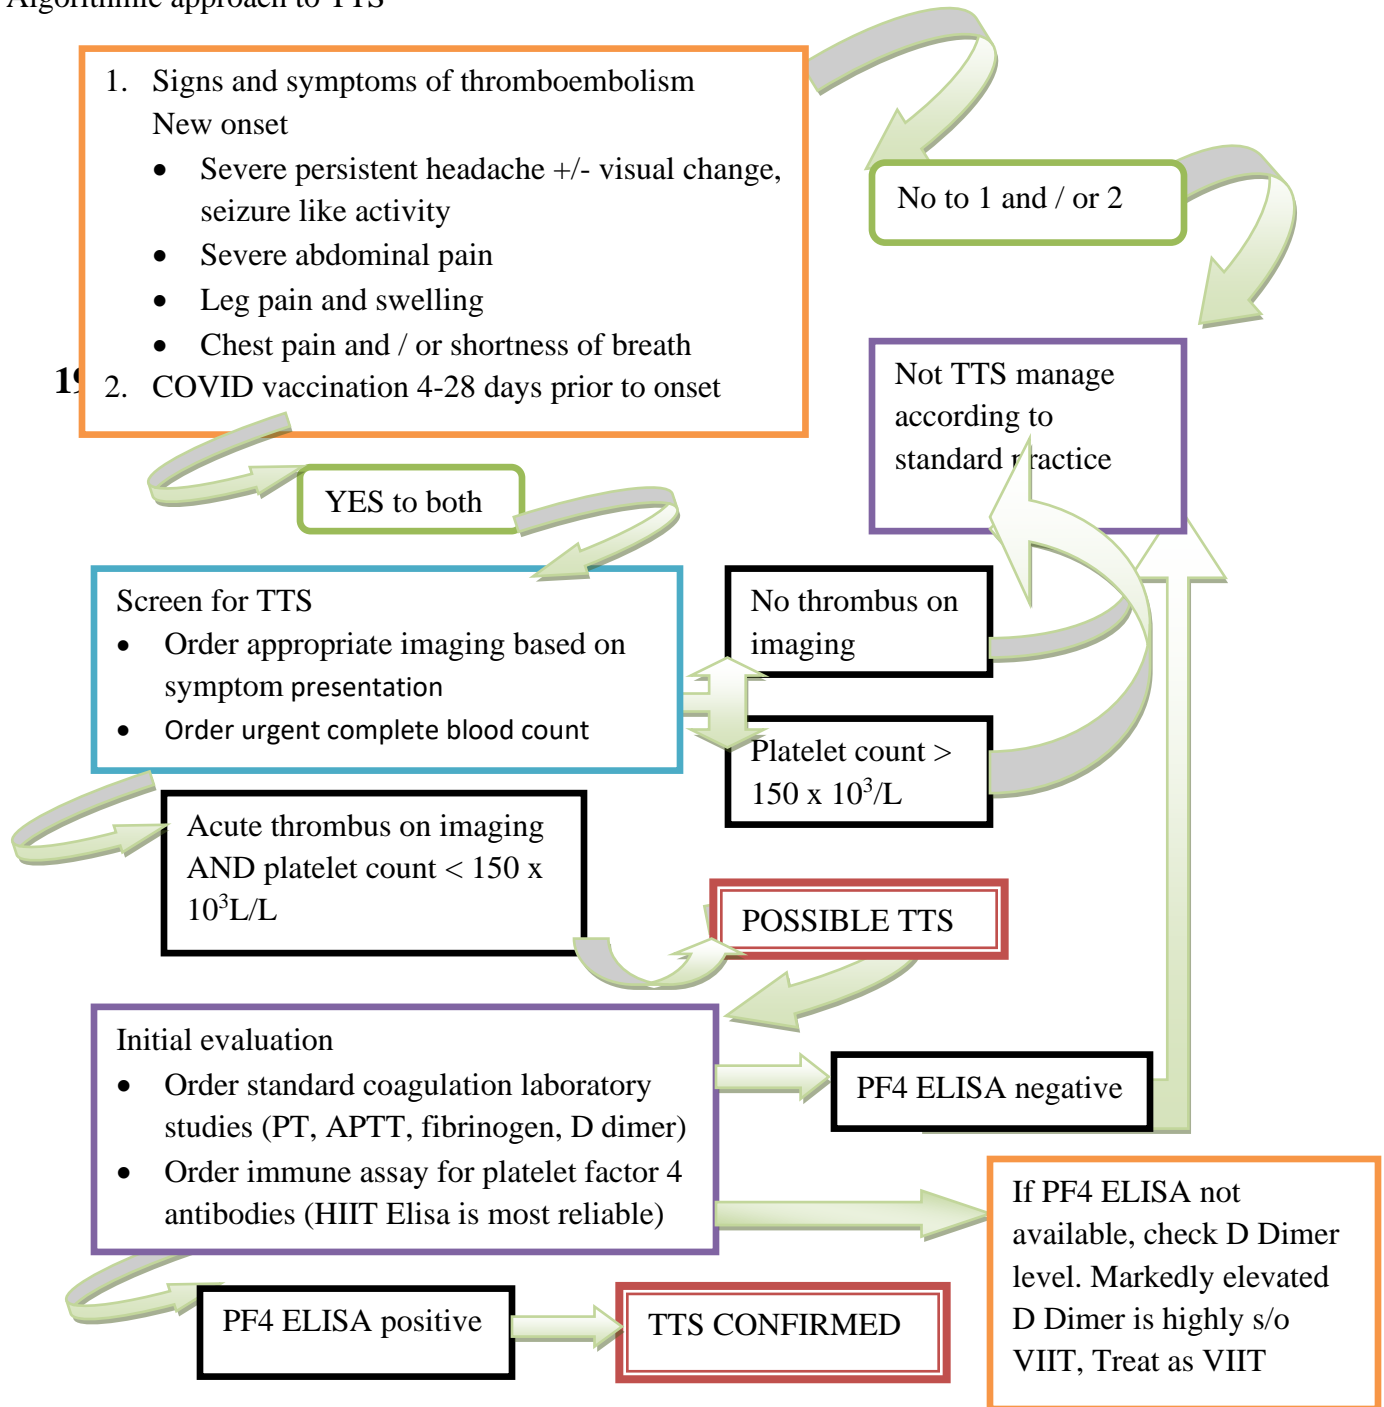 Algorithmic approach to TTS
1. Signs and symptoms of thromboembolism
New onset
• Severe persistent headache +/- visual change,
seizure like activity
• Severe abdominal pain
• Leg pain and swelling
• Chest pain and / or shortness of breath
19
2. COVID vaccination 4-28 days prior to onset
No to 1 and / or 2
Not TTS manage
according to
standard practice
YES to both
Screen for TTS
• Order appropriate imaging based on
symptom presentation
• Order urgent complete blood count
No thrombus on
imaging
Platelet count >
150 x 10³/L
Acute thrombus on imaging
AND platelet count < 150 x
10³L/L
POSSIBLE TTS
Initial evaluation
• Order standard coagulation laboratory
studies (PT, APTT, fibrinogen, D dimer)
• Order immune assay for platelet factor 4
antibodies (HIIT Elisa is most reliable)
PF4 ELISA negative
If PF4 ELISA not
available, check D Dimer
level. Markedly elevated
D Dimer is highly s/o
VIIT, Treat as VIIT
PF4 ELISA positive
TTS CONFIRMED